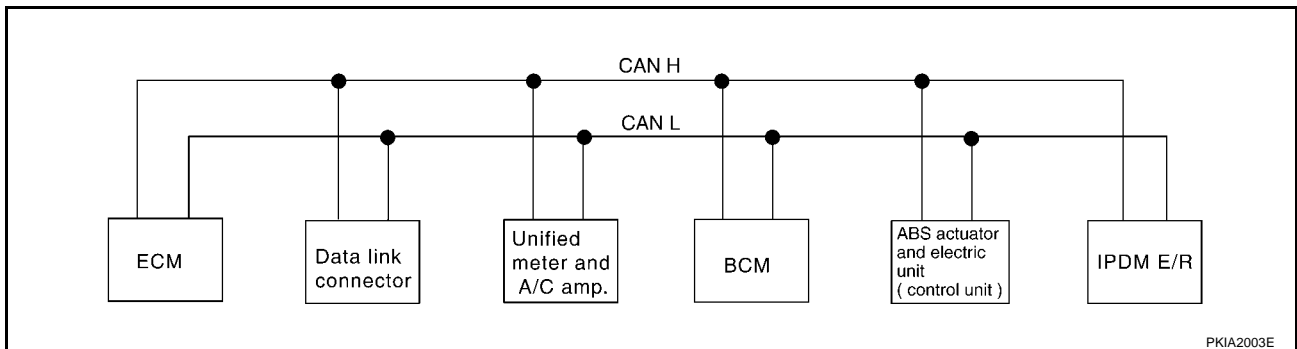 CAN H
CAN L
ECM
Data link
connector
Unified
meter and
A/C amp.
BCM
ABS actuator
and electric
unit
( control unit )
IPDM E/R
PKIA2003E